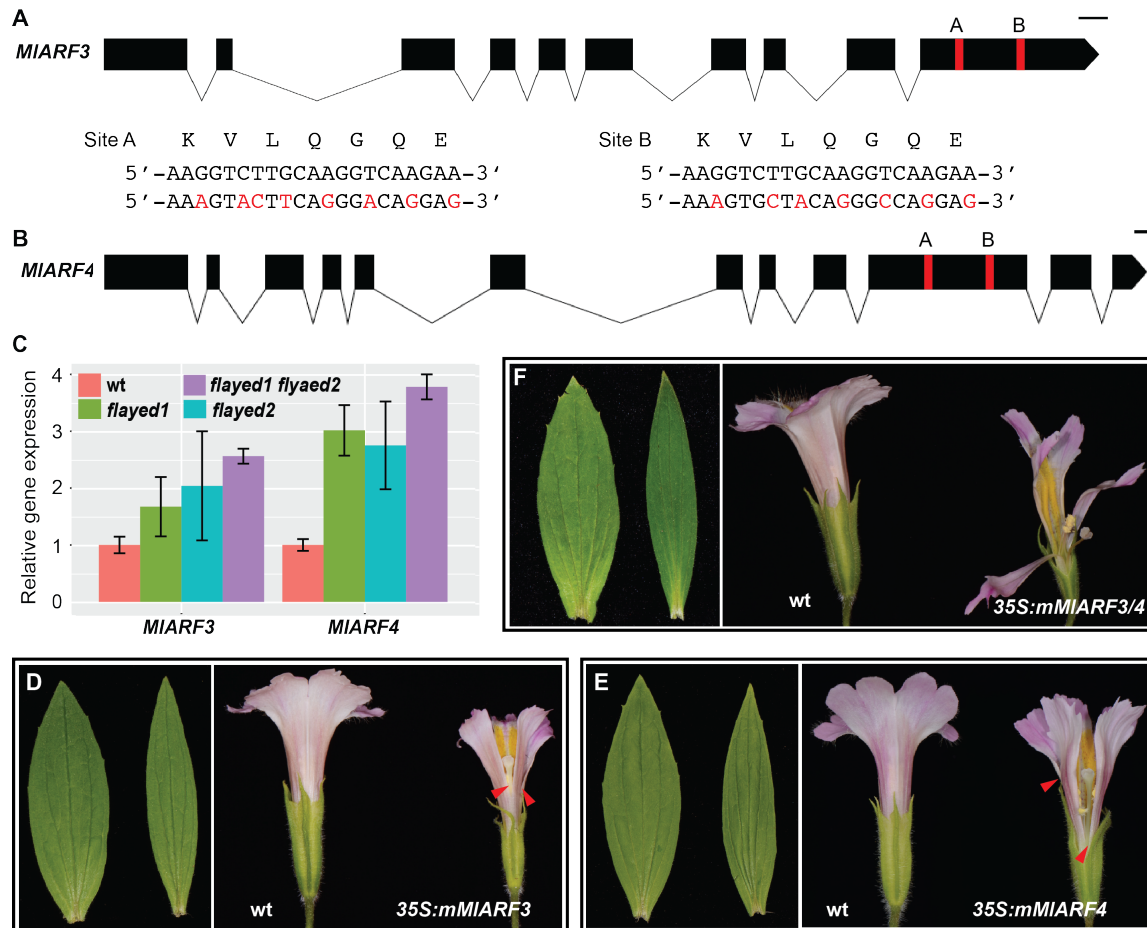 A
MlARF3
A B
Site A K V L Q G Q E
5′-AAGGTCTTGCAAGGTCAAGAA-3′
5′-AAAGTACTTCAGGGACAGGAG-3′
Site B K V L Q G Q E
5′-AAGGTCTTGCAAGGTCAAGAA-3′
5′-AAAGTGCTACAGGGCCAGGAG-3′
B
MlARF4
A B
C
Relative gene expression
4
3
2
1
0
wt
flayed1
flayed1 flyaed2
flayed2
MlARF3
MlARF4
F
wt
35S:mMlARF3/4
D
wt
35S:mMlARF3
E
wt
35S:mMlARF4